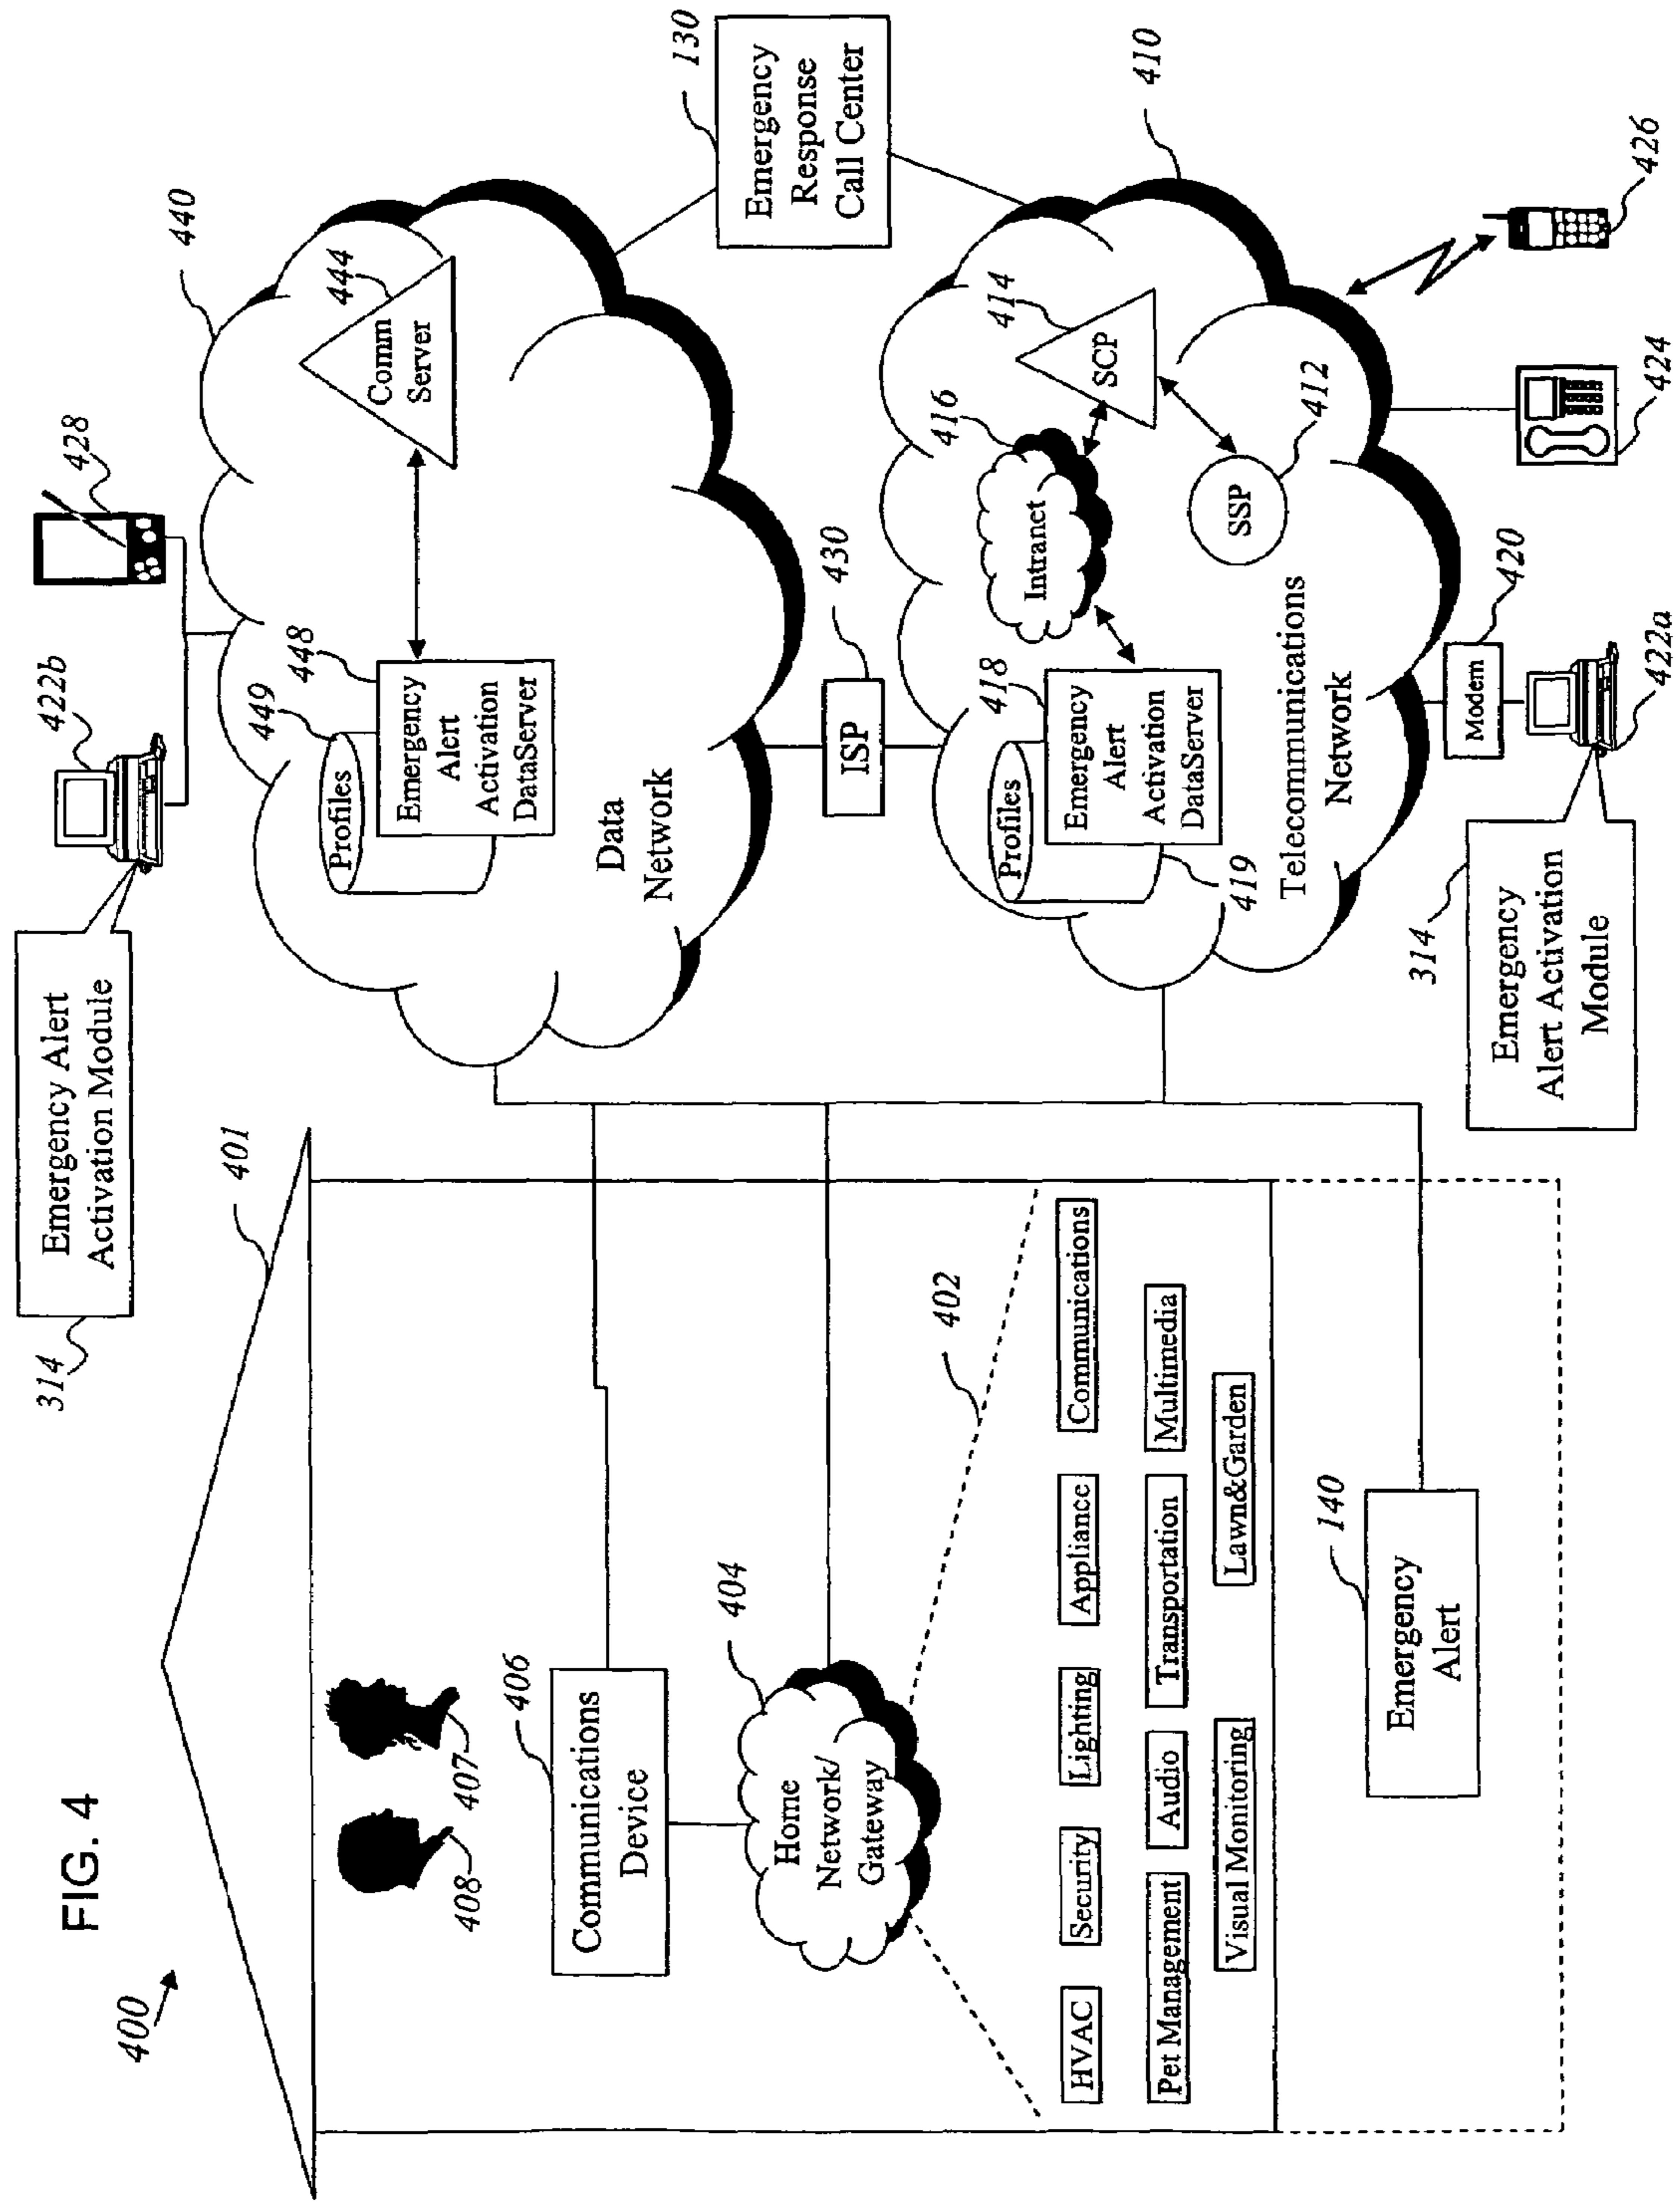 FIG. 4
400
401
408
407
406
Communications
Device
404
Home
Network/
Gateway
402
HVAC
Security
Lighting
Appliance
Communications
Pet Management
Audio
Transportation
Multimedia
Visual Monitoring
Lawn&Garden
140
Emergency
Alert
314
Emergency Alert
Activation Module
422b
428
440
449
448
444
Profiles
Emergency
Alert
Activation
DataServer
Comm
Server
Data
Network
ISP
430
130
Emergency
Response
Call Center
410
418
416
414
Profiles
Emergency
Alert
Activation
DataServer
419
Intranet
SCP
SSP
412
Telecommunications
Network
314
Emergency
Alert Activation
Module
Modem
420
422a
424
426